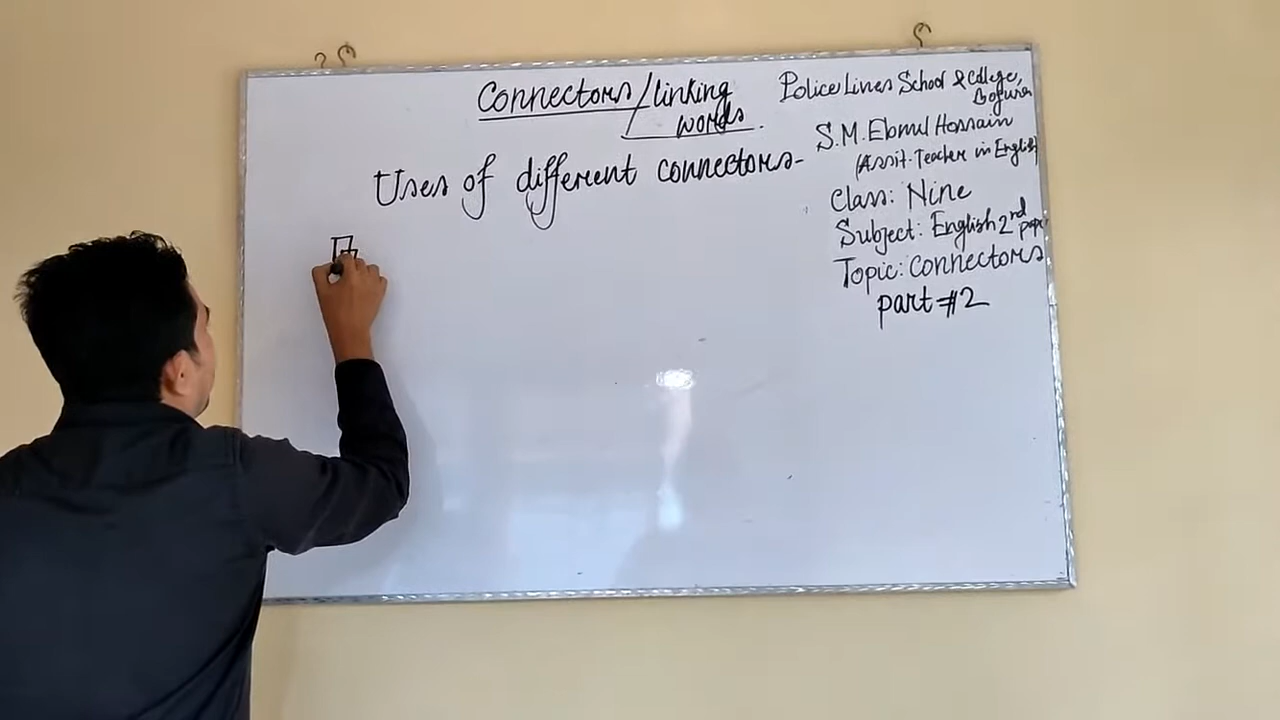 Connectors/linking
words.
Uses of different connectors-
Police Lines School & College,
Bogura
S.M. Ebnul Hossain
(Assit. Teacher in English)
Class: Nine
Subject: English 2nd paper
Topic: Connectors
part #2